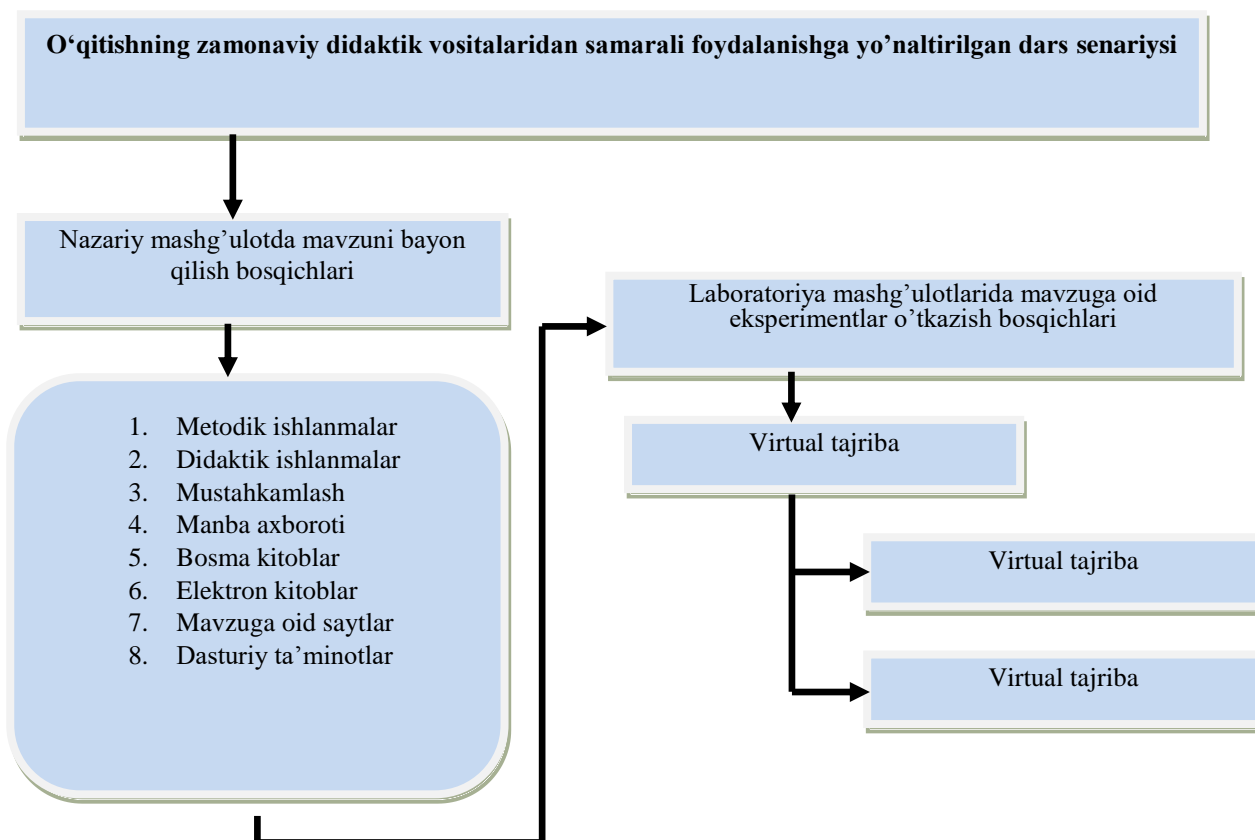 O‘qitishning zamonaviy didaktik vositalaridan samarali foydalanishga yo’naltirilgan dars senariysi
Nazariy mashg’ulotda mavzuni bayon
qilish bosqichlari
1. Metodik ishlanmalar
2. Didaktik ishlanmalar
3. Mustahkamlash
4. Manba axboroti
5. Bosma kitoblar
6. Elektron kitoblar
7. Mavzuga oid saytlar
8. Dasturiy ta’minotlar
Laboratoriya mashg’ulotlarida mavzuga oid
eksperimentlar o’tkazish bosqichlari
Virtual tajriba
Virtual tajriba
Virtual tajriba